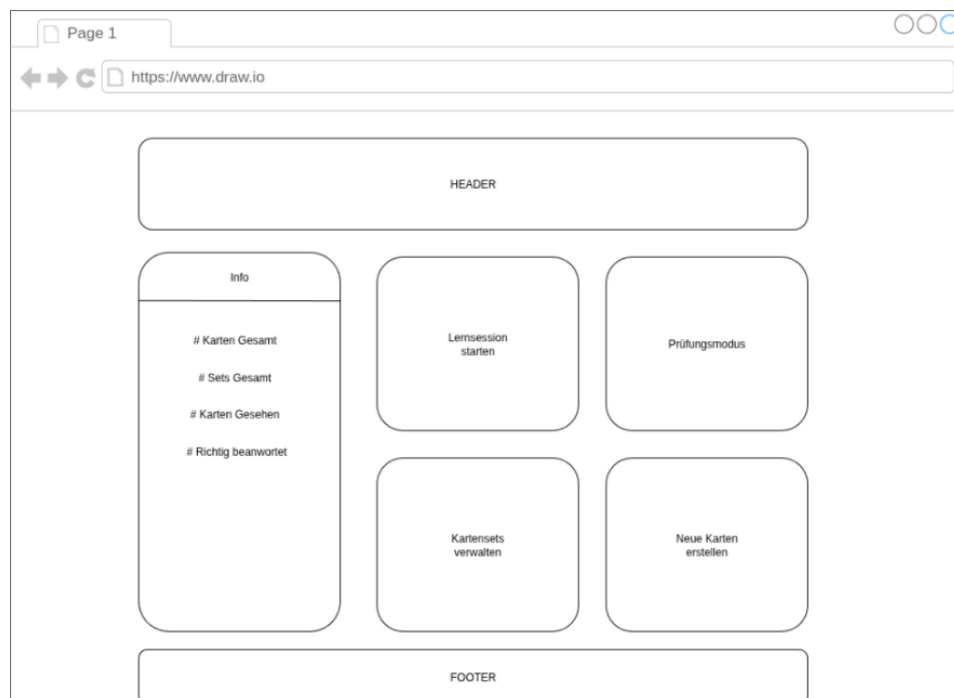 Page 1
https://www.draw.io
HEADER
Info
# Karten Gesamt
# Sets Gesamt
# Karten Gesehen
# Richtig beanwortet
Lernsession
starten
Prüfungsmodus
Kartensets
verwalten
Neue Karten
erstellen
FOOTER